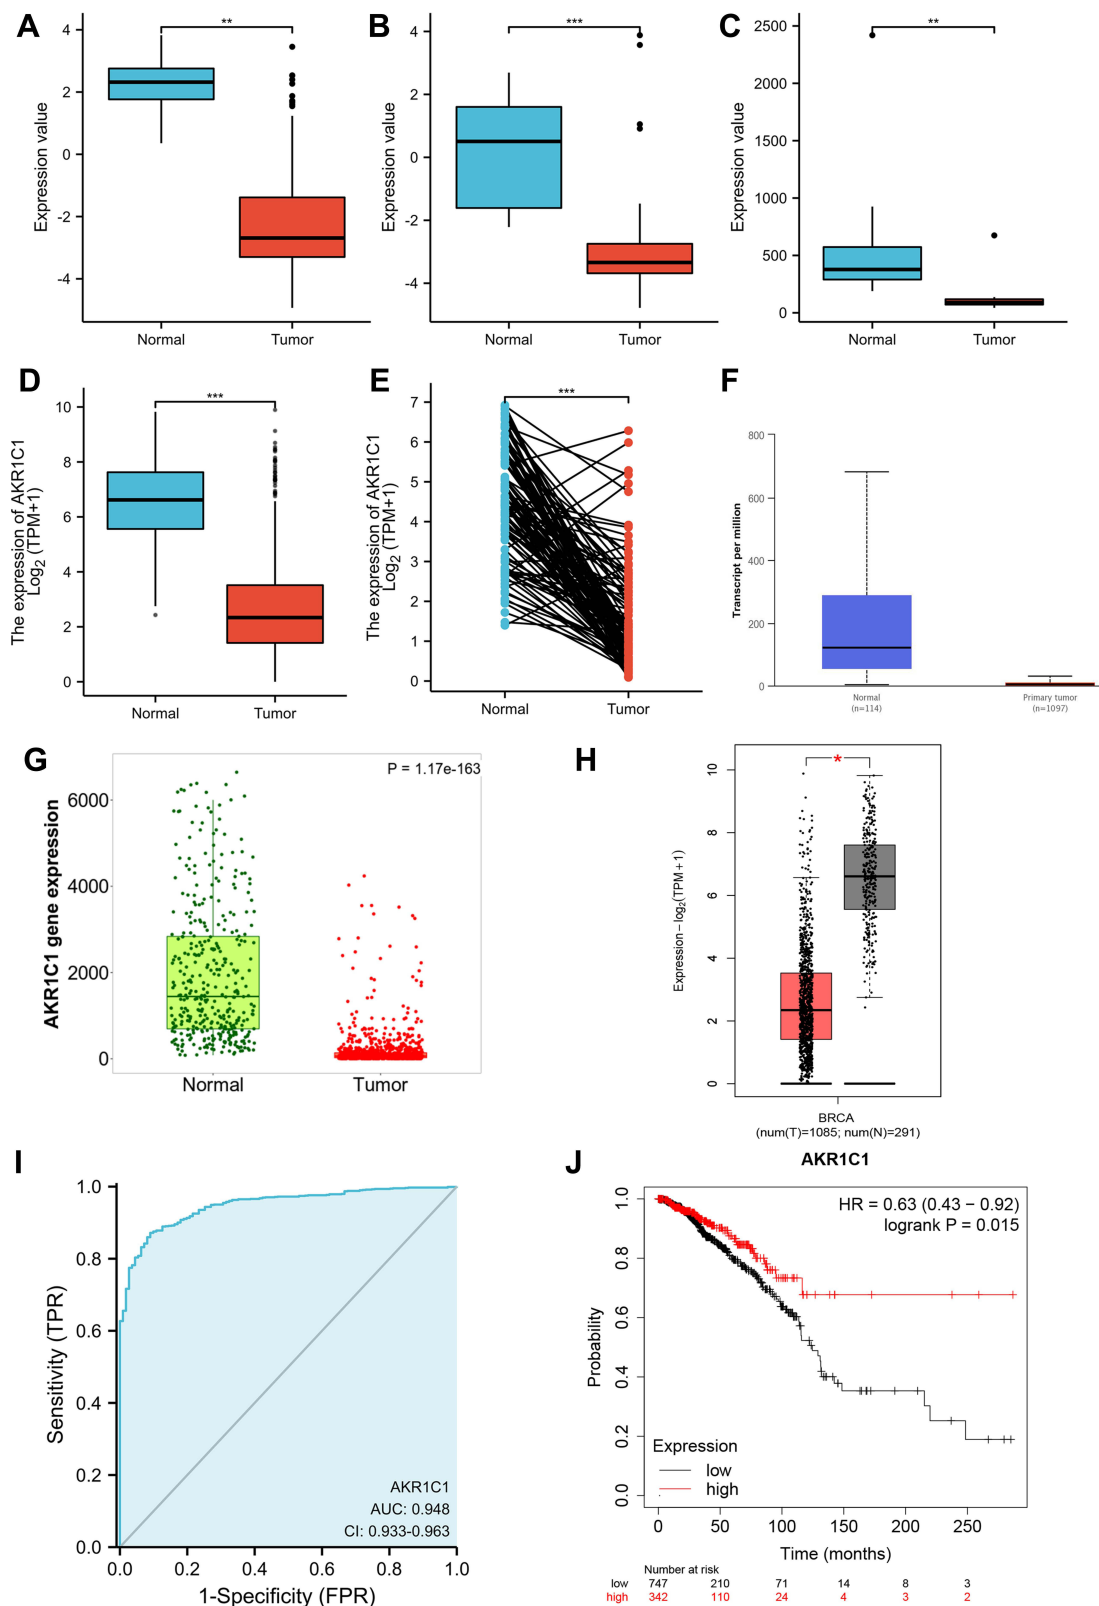 A
**
Expression value
4
2
0
-2
-4
Normal
Tumor
B
***
Expression value
4
2
0
-2
-4
Normal
Tumor
C
**
Expression value
2500
2000
1500
1000
500
0
Normal
Tumor
D
***
The expression of AKR1C1
Log2 (TPM+1)
10
8
6
4
2
0
Normal
Tumor
E
***
The expression of AKR1C1
Log2 (TPM+1)
7
6
5
4
3
2
1
0
Normal
Tumor
F
Transcript per million
800
600
400
200
0
Normal
(n=114)
Primary tumor
(n=1097)
G
P = 1.17e-163
AKR1C1 gene expression
6000
4000
2000
0
Normal
Tumor
H
*
Expression − log2(TPM + 1)
10
8
6
4
2
0
BRCA
(num(T)=1085; num(N)=291)
I
Sensitivity (TPR)
1.0
0.8
0.6
0.4
0.2
0.0
AKR1C1
AUC: 0.948
CI: 0.933-0.963
0.0 0.2 0.4 0.6 0.8 1.0
1-Specificity (FPR)
J
AKR1C1
HR = 0.63 (0.43 − 0.92)
logrank P = 0.015
Probability
1.0
0.8
0.6
0.4
0.2
0.0
Expression
low
high
0 50 100 150 200 250
Time (months)
Number at risk
low 747 210 71 14 8 3
high 342 110 24 4 3 2